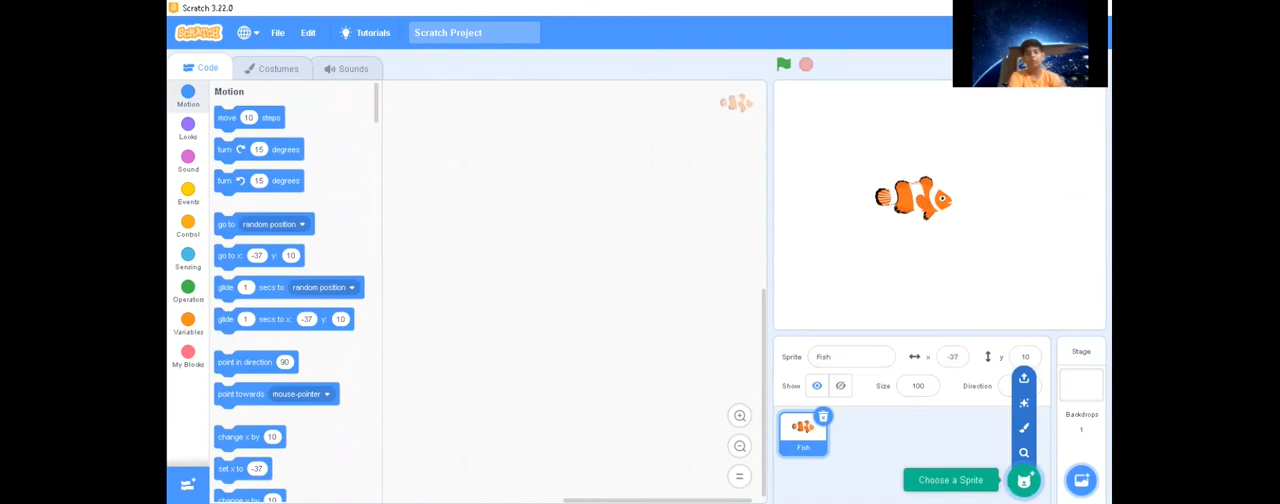 Scratch 3.22.0
SCRATCH
File
Edit
Tutorials
Scratch Project
Code
Costumes
Sounds
Motion
Looks
Sound
Events
Control
Sensing
Operators
Variables
My Blocks
Motion
move 10 steps
turn 15 degrees
turn 15 degrees
go to random position
go to x: -37 y: 10
glide 1 secs to random position
glide 1 secs to x: -37 y: 10
point in direction 90
point towards mouse-pointer
change x by 10
set x to -37
change y by 10
Sprite
Fish
x -37
y 10
Show
Size 100
Direction
Fish
Choose a Sprite
Stage
Backdrops
1